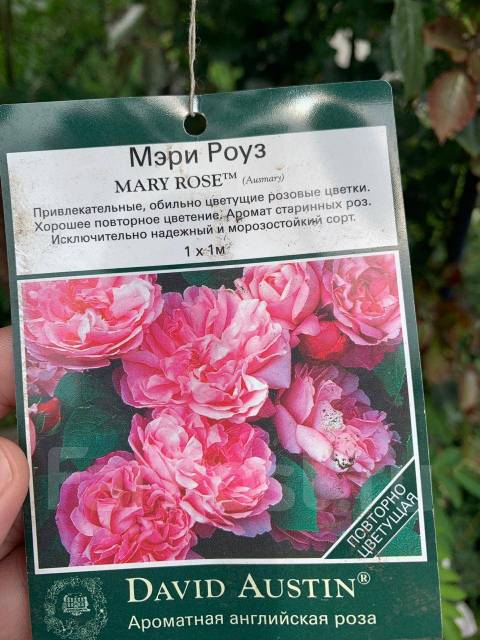 Мэри Роуз
MARY ROSE™ (Ausmary)
Привлекательные, обильно цветущие розовые цветки.
Хорошее повторное цветение. Аромат старинных роз.
Исключительно надежный и морозостойкий сорт.
1 х 1м
ПОВТОРНО
ЦВЕТУЩАЯ
DAVID AUSTIN®
Ароматная английская роза